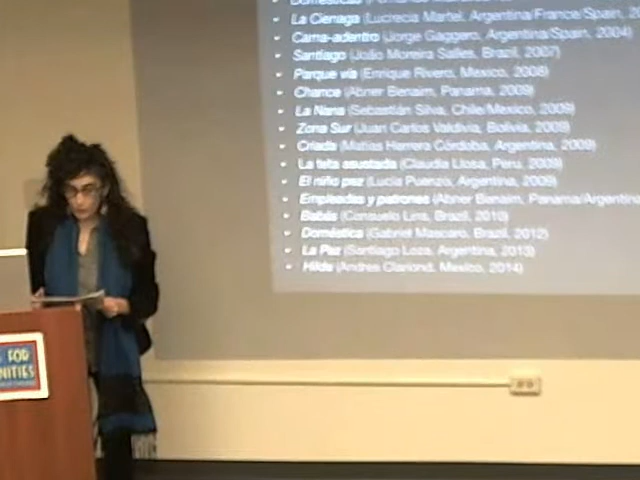 Domésticas
• La Cienaga (Lucrecia Martel, Argentina/France/Spain,
• Cama-adentro (Jorge Gaggero, Argentina/Spain, 2004)
• Santiago (João Moreira Salles, Brazil, 2007)
• Parque vía (Enrique Rivero, Mexico, 2008)
• Chance (Abner Benaim, Panama, 2009)
• La Nana (Sebastián Silva, Chile/Mexico, 2009)
• Zona Sur (Juan Carlos Valdivia, Bolivia, 2009)
• Criada (Matías Herrera Córdoba, Argentina, 2009)
• La teta asustada (Claudia Llosa, Peru, 2009)
• El niño pez (Lucía Puenzo, Argentina, 2009)
• Empleadas y patrones (Abner Benaim, Panama/Argentina
• Babás (Consuelo Lins, Brazil, 2010)
• Doméstica (Gabriel Mascaro, Brazil, 2012)
• La Paz (Santiago Loza, Argentina, 2013)
• Hilda (Andrés Clariond, Mexico, 2014)
FOR
NITIES